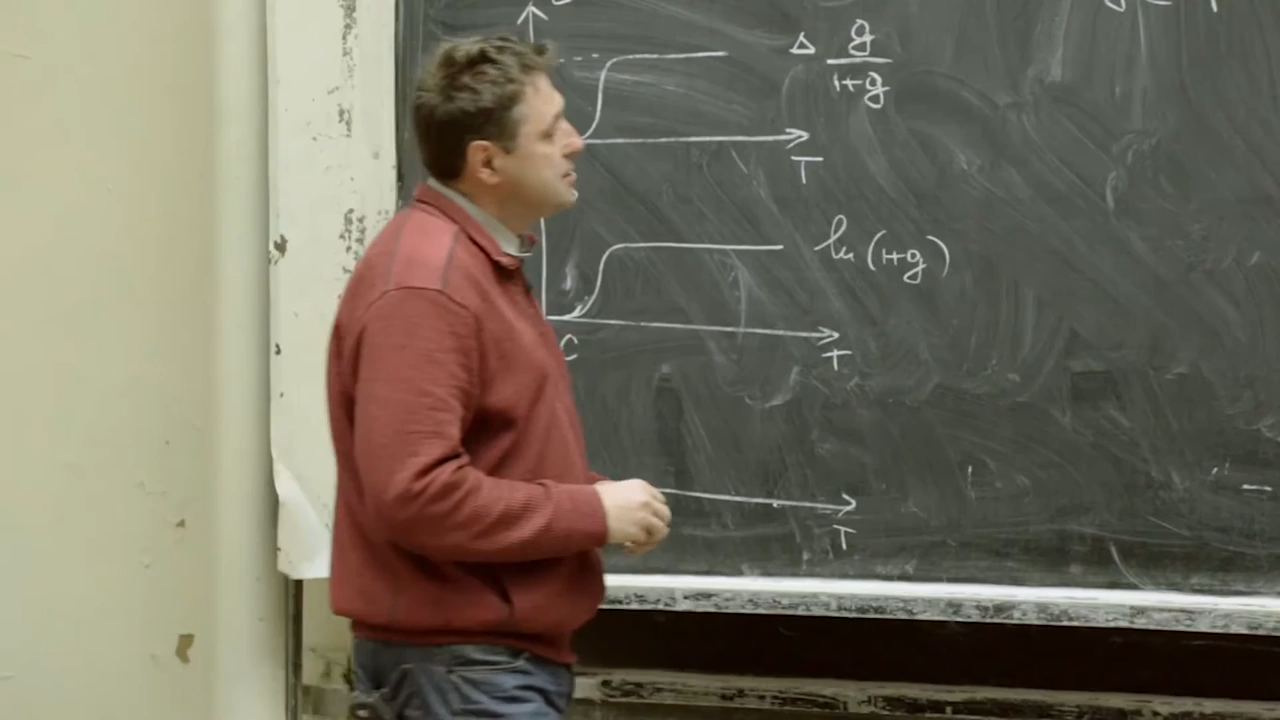 Δ g/(1+g)
T
ln (1+g)
C
T
T